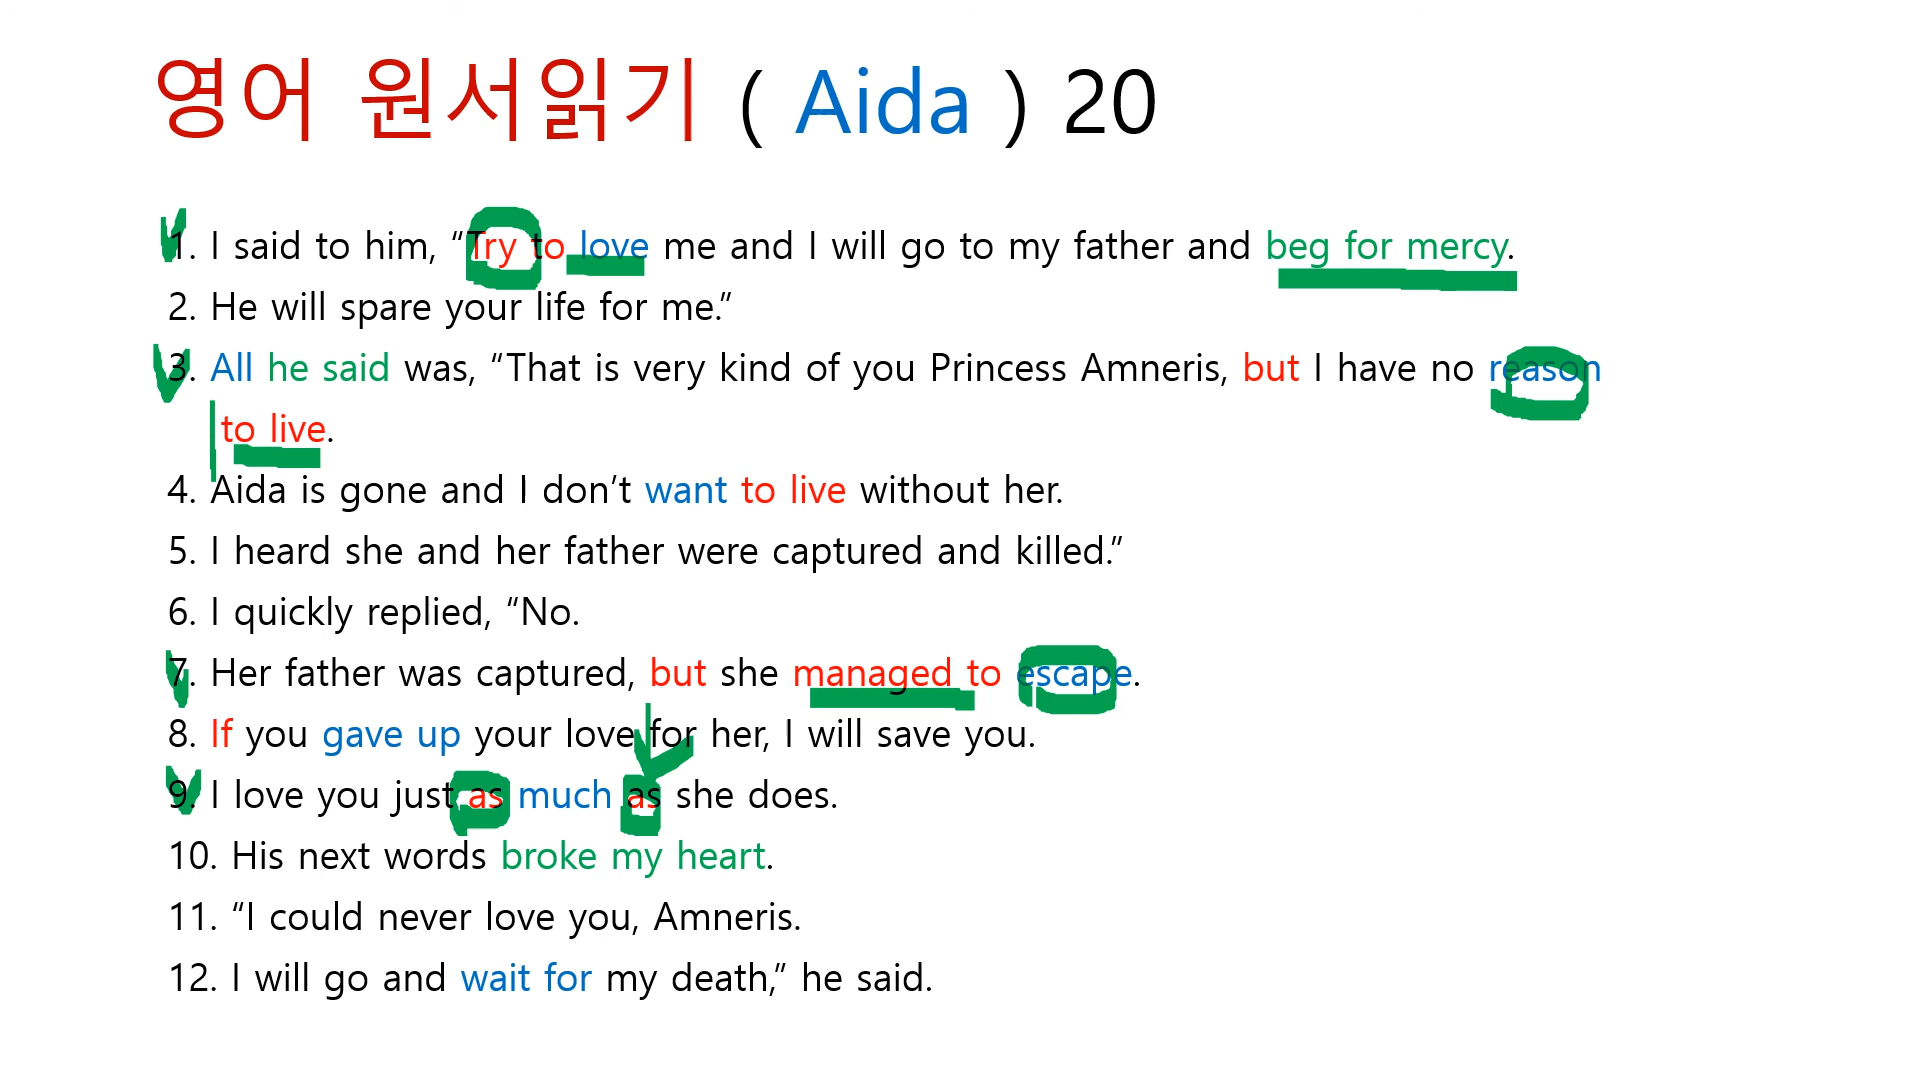 영어 원서읽기 ( Aida ) 20
1. I said to him, “Try to love me and I will go to my father and beg for mercy.
2. He will spare your life for me.”
3. All he said was, “That is very kind of you Princess Amneris, but I have no reason
to live.
4. Aida is gone and I don’t want to live without her.
5. I heard she and her father were captured and killed.”
6. I quickly replied, “No.
7. Her father was captured, but she managed to escape.
8. If you gave up your love for her, I will save you.
9. I love you just as much as she does.
10. His next words broke my heart.
11. “I could never love you, Amneris.
12. I will go and wait for my death,” he said.